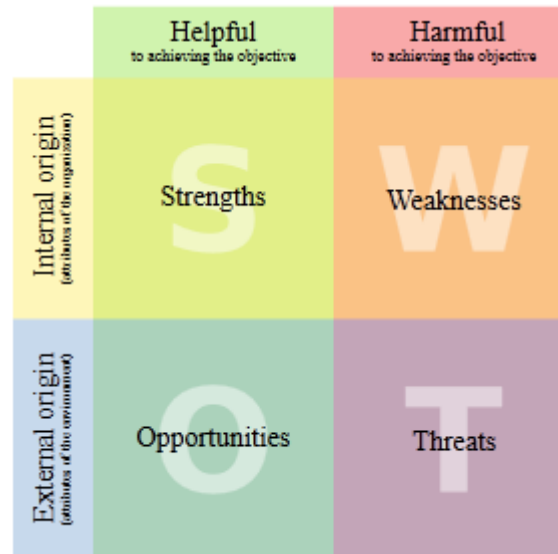 Helpful
to achieving the objective
Harmful
to achieving the objective
Internal origin
(attributes of the organization)
S
Strengths
W
Weaknesses
External origin
(attributes of the environment)
O
Opportunities
T
Threats